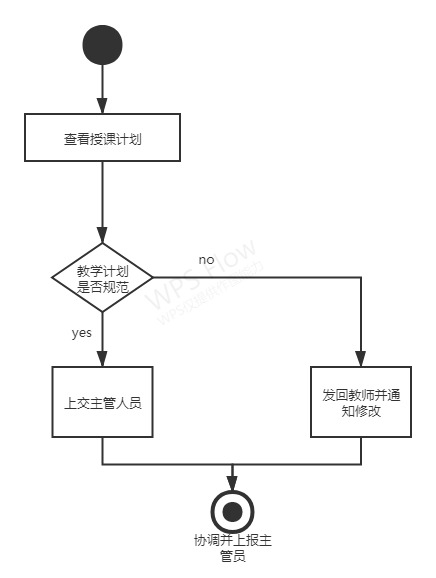 查看授课计划
教学计划
是否规范
no
yes
上交主管人员
发回教师并通
知修改
协调并上报主
管员
WPS Flow